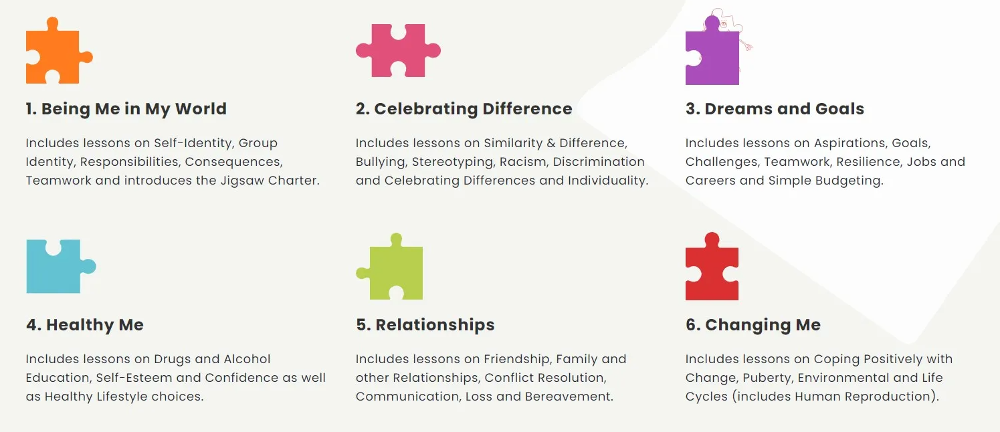 1. Being Me in My World
Includes lessons on Self-Identity, Group
Identity, Responsibilities, Consequences,
Teamwork and introduces the Jigsaw Charter.
2. Celebrating Difference
Includes lessons on Similarity & Difference,
Bullying, Stereotyping, Racism, Discrimination
and Celebrating Differences and Individuality.
3. Dreams and Goals
Includes lessons on Aspirations, Goals,
Challenges, Teamwork, Resilience, Jobs and
Careers and Simple Budgeting.
4. Healthy Me
Includes lessons on Drugs and Alcohol
Education, Self-Esteem and Confidence as well
as Healthy Lifestyle choices.
5. Relationships
Includes lessons on Friendship, Family and
other Relationships, Conflict Resolution,
Communication, Loss and Bereavement.
6. Changing Me
Includes lessons on Coping Positively with
Change, Puberty, Environmental and Life
Cycles (includes Human Reproduction).